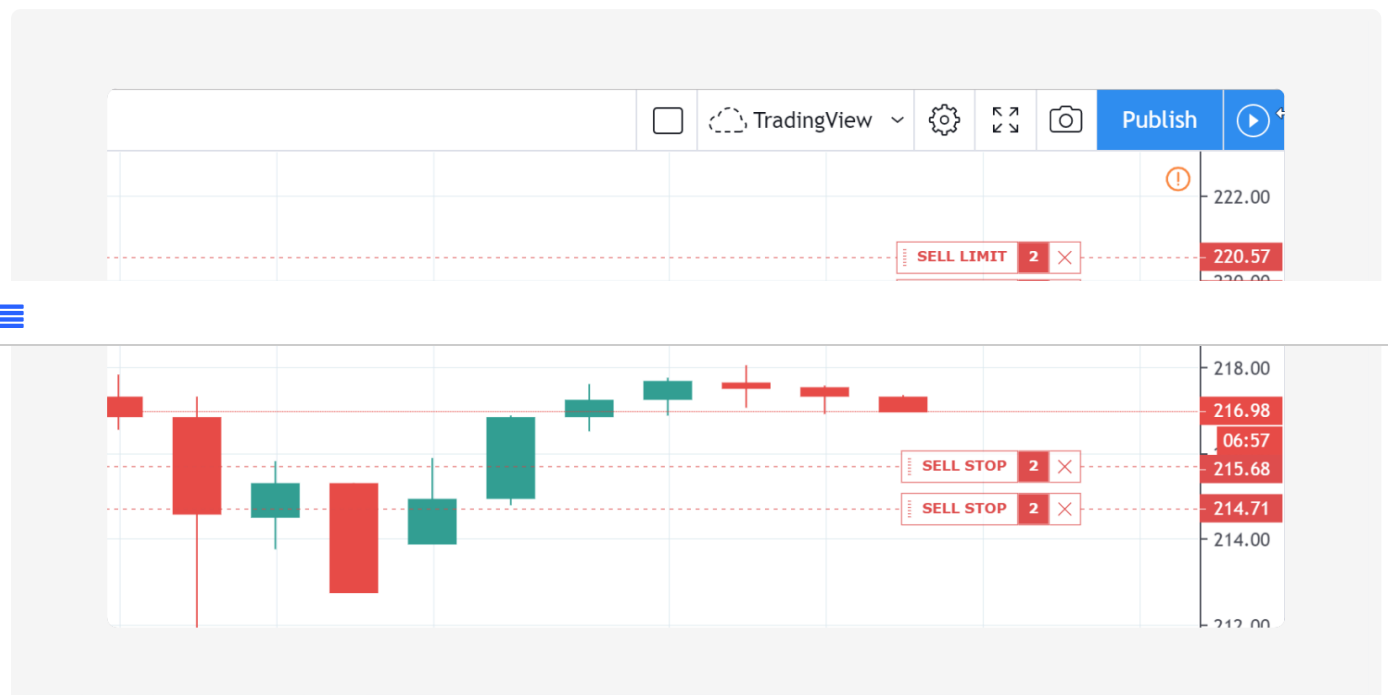 TradingView
Publish
222.00
SELL LIMIT 2
220.57
218.00
216.98
06:57
SELL STOP 2
215.68
SELL STOP 2
214.71
214.00